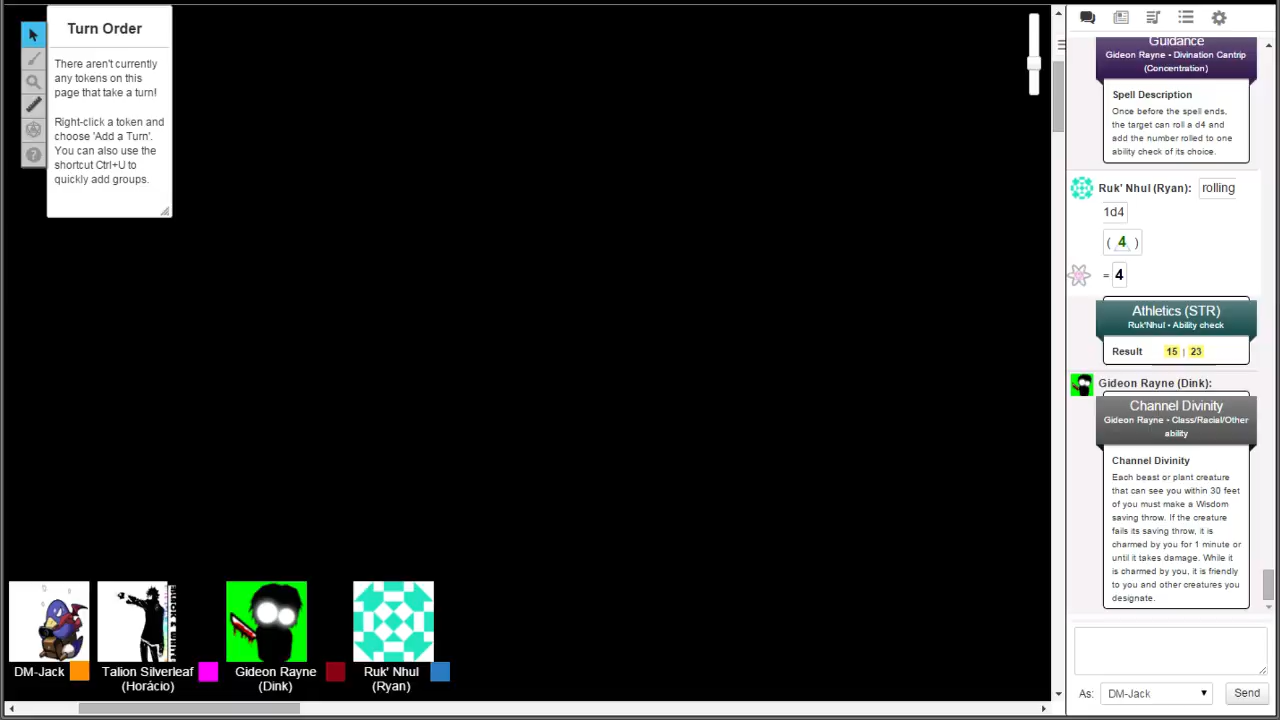 Turn Order
There aren't currently
any tokens on this
page that take a turn!
Right-click a token and
choose 'Add a Turn'.
You can also use the
shortcut Ctrl+U to
quickly add groups.
DM-Jack
Talion Silverleaf
(Horácio)
Gideon Rayne
(Dink)
Ruk' Nhul
(Ryan)
Guidance
Gideon Rayne • Divination Cantrip
(Concentration)
Spell Description
Once before the spell ends,
the target can roll a d4 and
add the number rolled to one
ability check of its choice.
Ruk' Nhul (Ryan): rolling
1d4
( 4 )
= 4
Athletics (STR)
Ruk'Nhul • Ability check
Result 15 | 23
Gideon Rayne (Dink):
Channel Divinity
Gideon Rayne • Class/Racial/Other
ability
Channel Divinity
Each beast or plant creature
that can see you within 30 feet
of you must make a Wisdom
saving throw. If the creature
fails its saving throw, it is
charmed by you for 1 minute or
until it takes damage. While it
is charmed by you, it is friendly
to you and other creatures you
designate.
As: DM-Jack Send